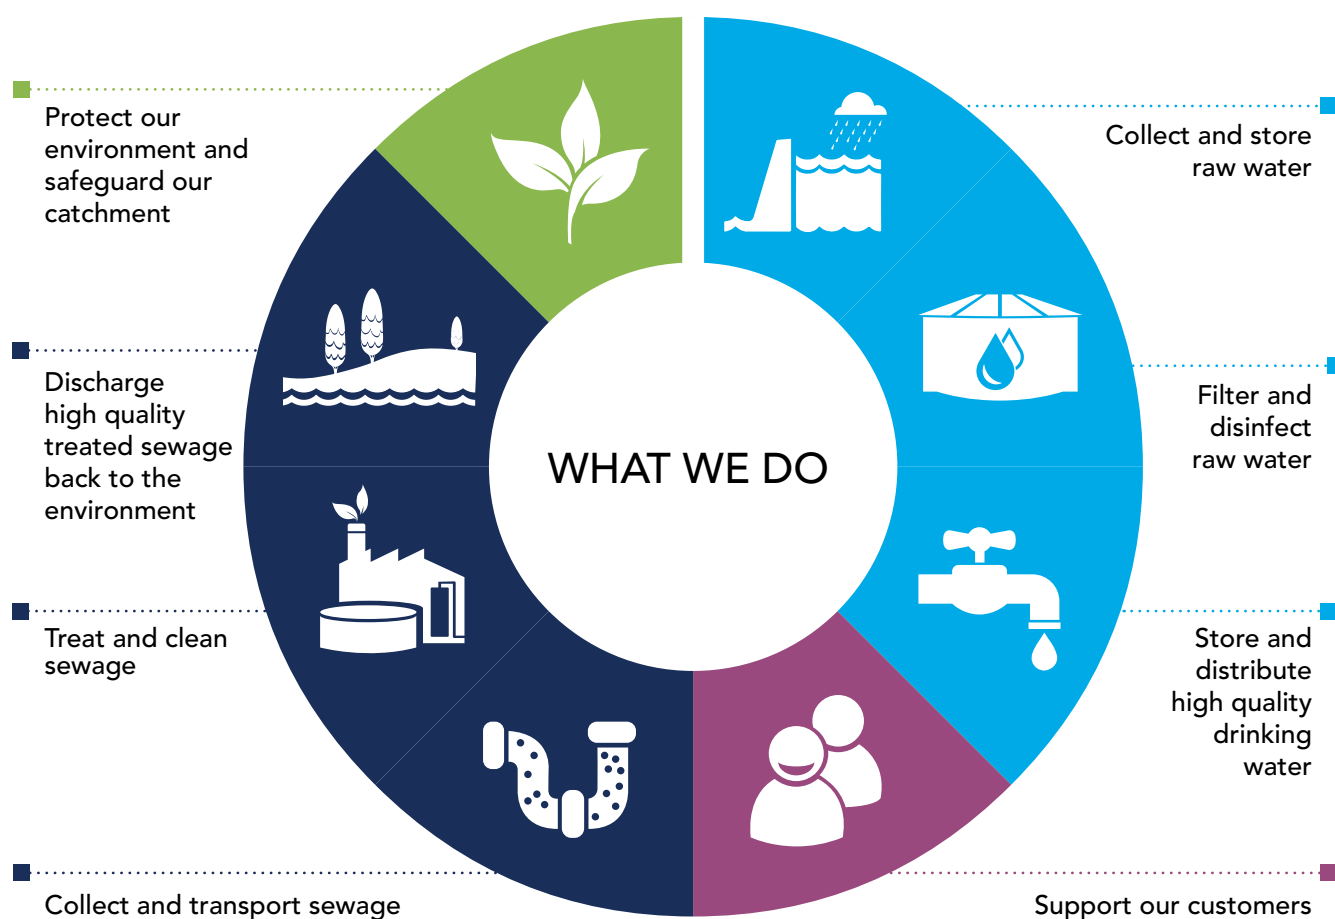 WHAT WE DO
Collect and store
raw water
Filter and
disinfect
raw water
Store and
distribute
high quality
drinking
water
Support our customers
Collect and transport sewage
Treat and clean
sewage
Discharge
high quality
treated sewage
back to the
environment
Protect our
environment and
safeguard our
catchment